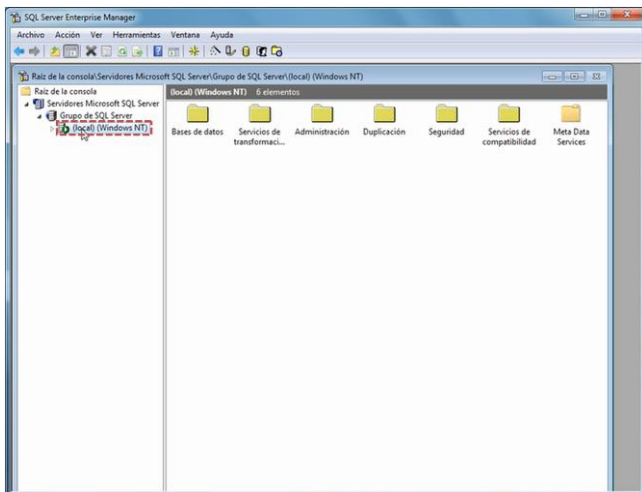 SQL Server Enterprise Manager
Archivo Acción Ver Herramientas Ventana Ayuda
Raíz de la consola\Servidores Microsoft SQL Server\Grupo de SQL Server\(local) (Windows NT)
Raíz de la consola
Servidores Microsoft SQL Server
Grupo de SQL Server
(local) (Windows NT)
(local) (Windows NT) 6 elementos
Bases de datos
Servicios de
transformaci...
Administración
Duplicación
Seguridad
Servicios de
compatibilidad
Meta Data
Services